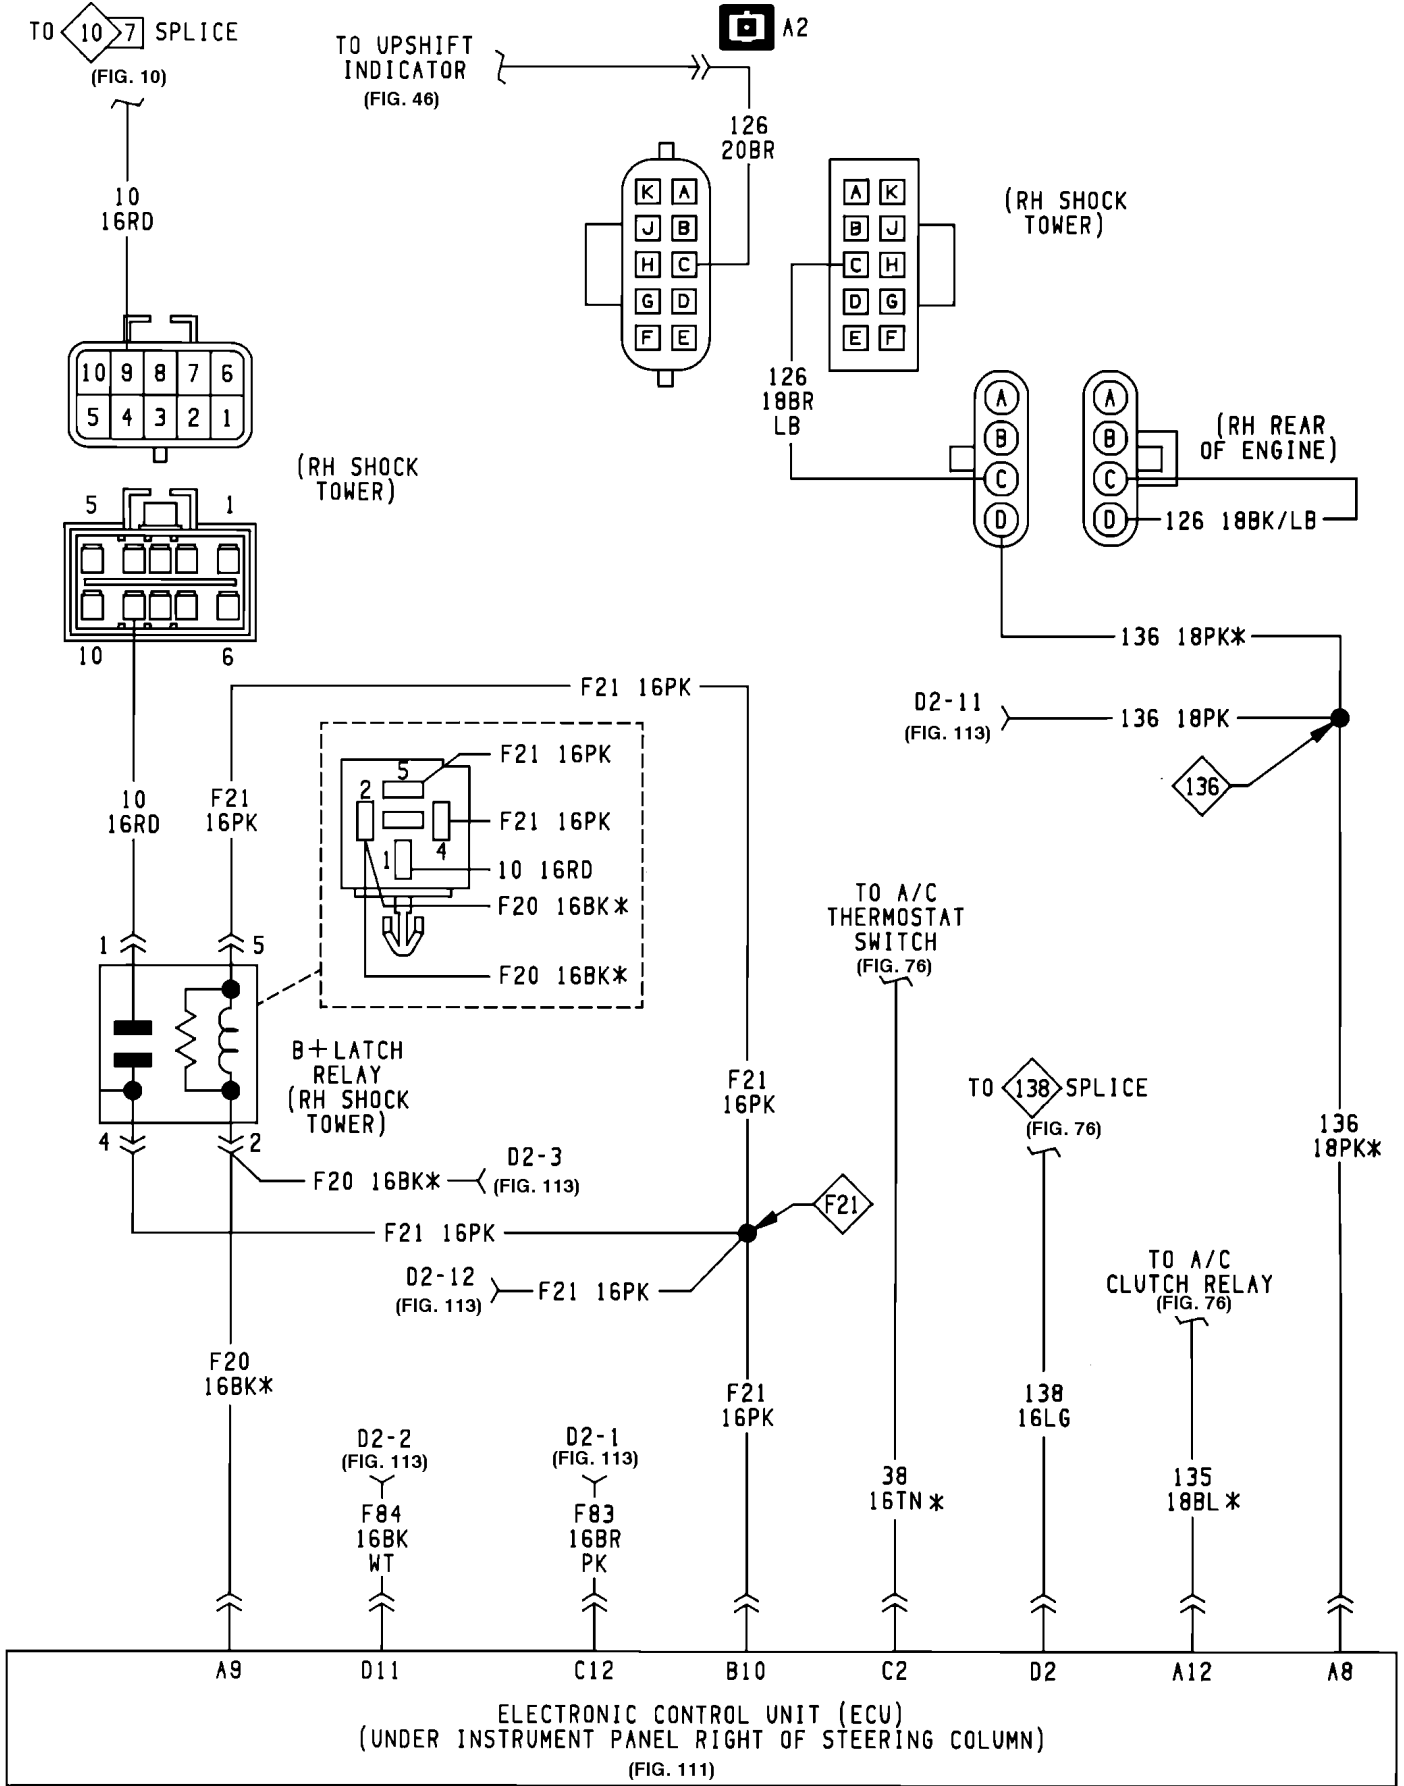 TO 10 7 SPLICE
(FIG. 10)
TO UPSHIFT
INDICATOR
(FIG. 46)
A2
126
20BR
10
16RD
K A
J B
H C
G D
F E
A K
B J
C H
D G
E F
(RH SHOCK
TOWER)
10 9 8 7 6
5 4 3 2 1
(RH SHOCK
TOWER)
5 1
10 6
126
18BR
LB
A
B
C
D
A
B
C
D
(RH REAR
OF ENGINE)
126 18BK/LB
136 18PK*
F21 16PK
D2-11
(FIG. 113)
136 18PK
136
10
16RD
F21
16PK
5
2
1
4
F21 16PK
F21 16PK
10 16RD
F20 16BK*
F20 16BK*
TO A/C
THERMOSTAT
SWITCH
(FIG. 76)
1 5
4 2
B+LATCH
RELAY
(RH SHOCK
TOWER)
F21
16PK
TO 138 SPLICE
(FIG. 76)
136
18PK*
F20 16BK*
D2-3
(FIG. 113)
F21 16PK
F21
D2-12
(FIG. 113)
F21 16PK
TO A/C
CLUTCH RELAY
(FIG. 76)
F20
16BK*
D2-2
(FIG. 113)
F84
16BK
WT
D2-1
(FIG. 113)
F83
16BR
PK
F21
16PK
38
16TN*
138
16LG
135
18BL*
A9 D11 C12 B10 C2 D2 A12 A8
ELECTRONIC CONTROL UNIT (ECU)
(UNDER INSTRUMENT PANEL RIGHT OF STEERING COLUMN)
(FIG. 111)